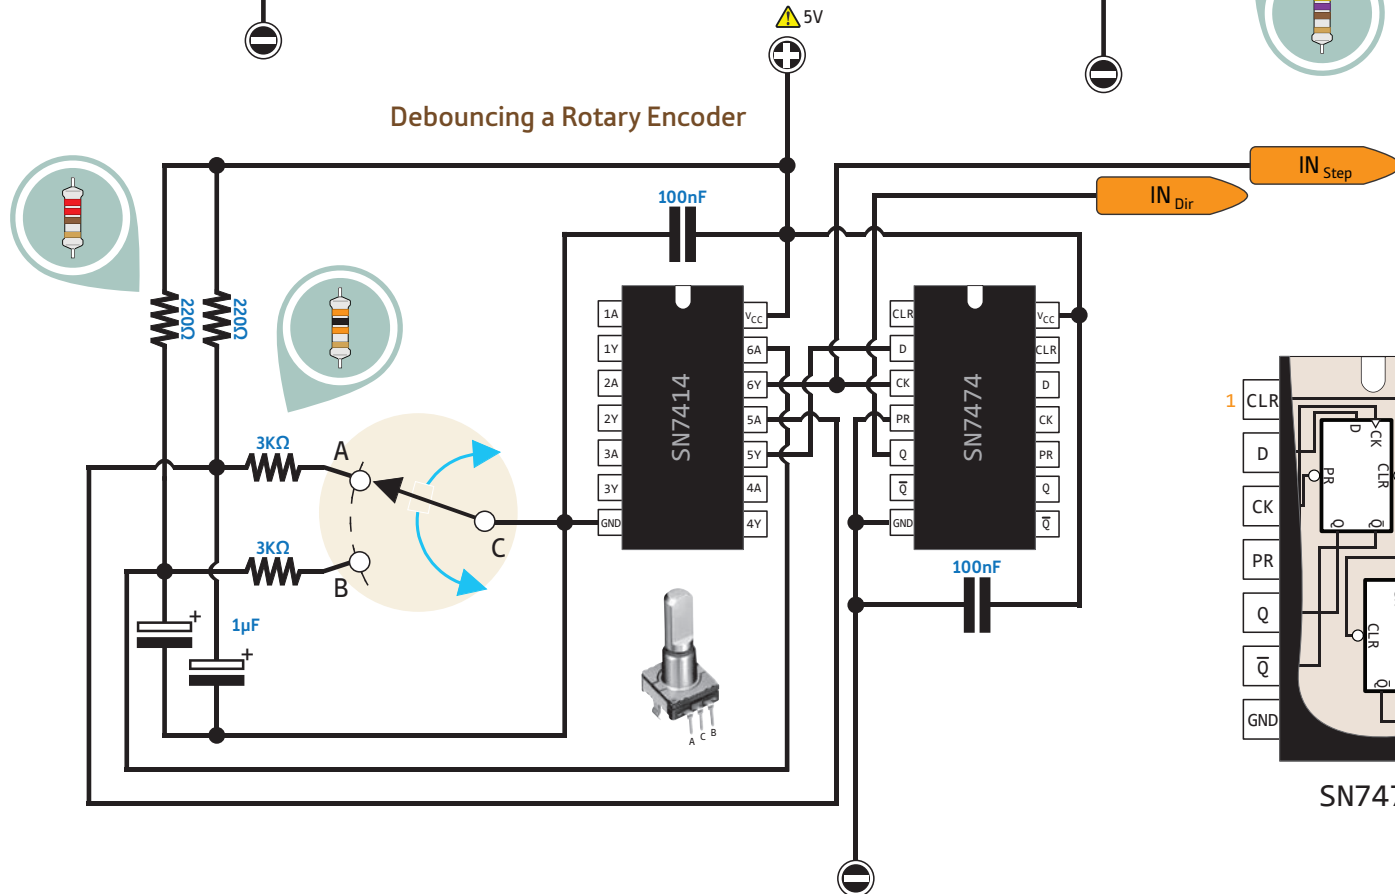 5V
Debouncing a Rotary Encoder
IN Step
IN Dir
100nF
220Ω
220Ω
1A
1Y
2A
2Y
3A
3Y
GND
SN7414
VCC
6A
6Y
5A
5Y
4A
4Y
CLR
D
CK
PR
Q
Q̅
GND
SN7474
VCC
CLR
D
CK
PR
Q
Q̅
3KΩ
A
3KΩ
B
C
1µF
+
+
100nF
A C B
1
CLR
D
CK
PR
Q
Q̅
GND
D
CK
PR
CLR
Q
Q̅
CLR
Q̅
SN747